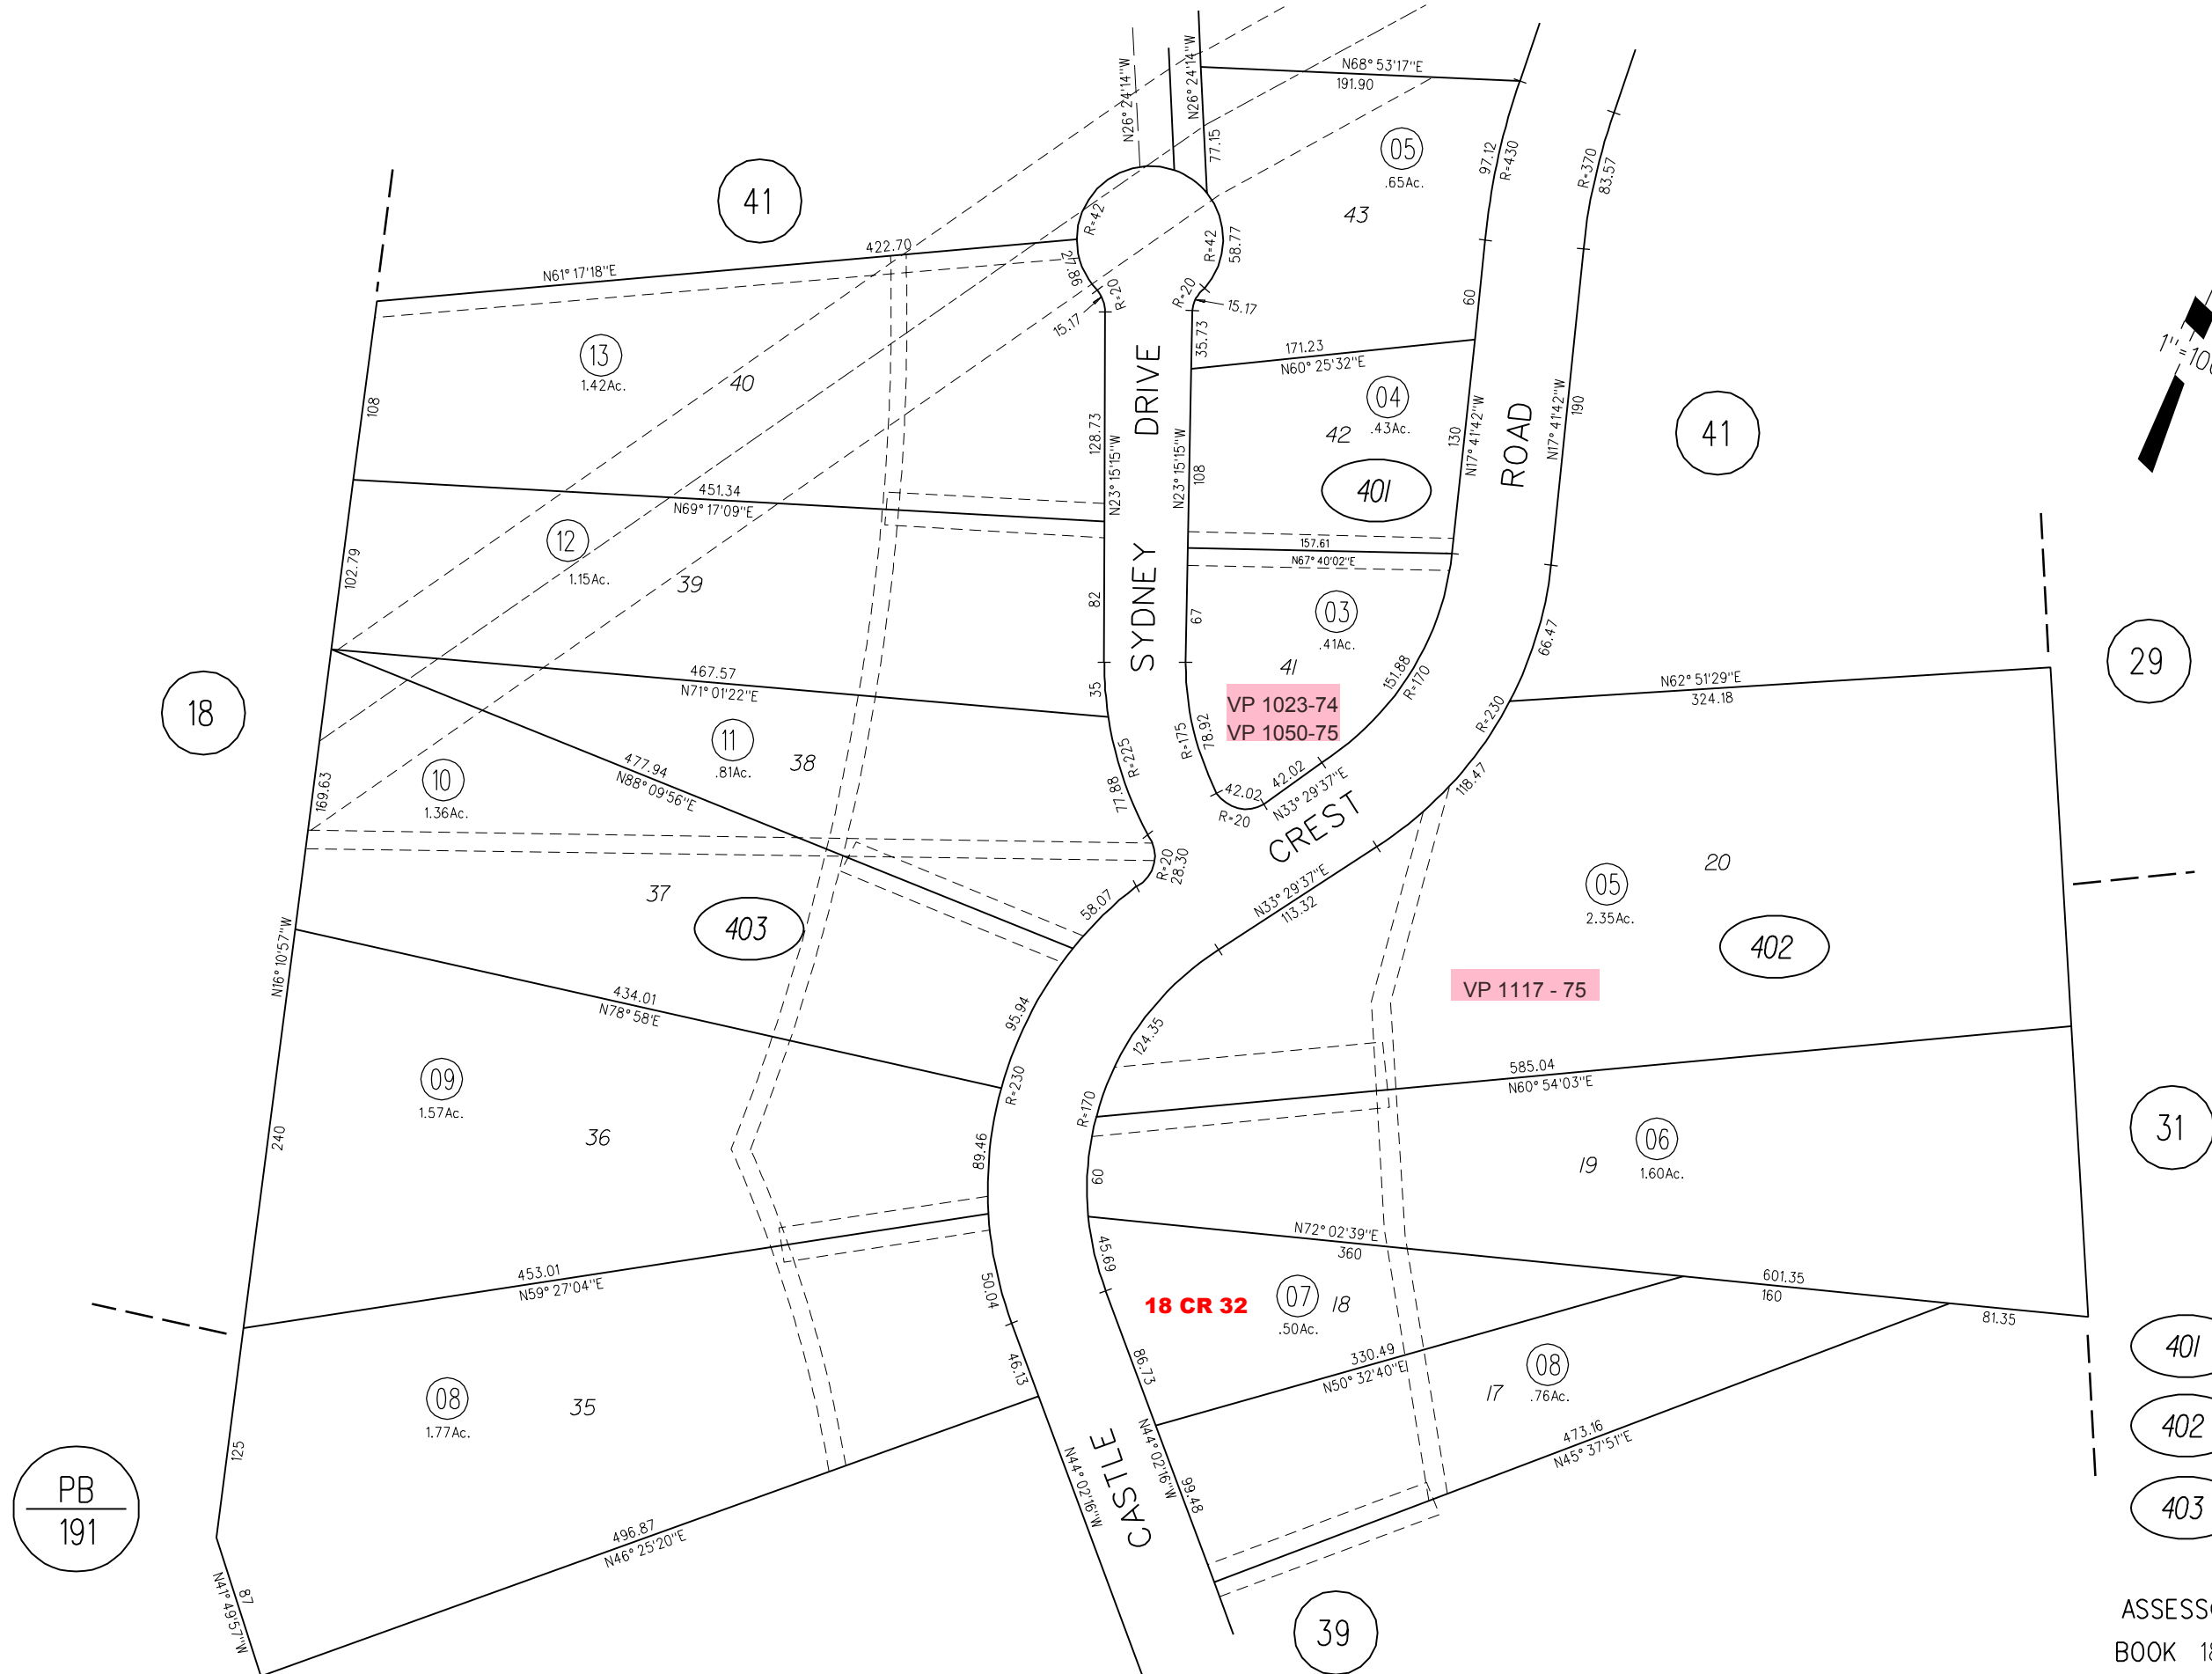 N26° 24'14"W
N26° 24'14"W
77.15
N68° 53'17"E
191.90
05
.65Ac.
43
97.12
R=430
R=370
83.57
41
422.70
N61° 17'18"E
R=42
98.72
R=20
15.17
R=42
58.77
R=20
15.17
35.73
60
13
1.42Ac.
40
108
171.23
N60° 25'32"E
04
.43Ac.
42
401
130
N17° 41'42"W
N17° 41'42"W
190
41
128.73
N23° 15'15"W
N23° 15'15"W
108
SYDNEY DRIVE
ROAD
451.34
N69° 17'09"E
12
1.15Ac.
39
102.79
157.61
N67° 40'02"E
82
67
03
.41Ac.
41
VP 1023-74
VP 1050-75
151.88
R=170
66.47
R=230
N62° 51'29"E
324.18
29
18
467.57
N71° 01'22"E
35
R=225
77.88
R=175
78.92
42.02
R=20
42.02
N33° 29'37"E
118.47
11
.81Ac.
38
10
1.36Ac.
169.63
477.94
N88° 09'56"E
37
403
R=20
28.30
58.07
CREST
N33° 29'37"E
113.32
05
2.35Ac.
20
402
VP 1117 - 75
N16° 10'57"W
434.01
N78° 58'E
95.94
R=230
124.35
R=170
585.04
N60° 54'03"E
09
1.57Ac.
36
240
89.46
60
06
1.60Ac.
19
31
N72° 02'39"E
360
601.35
160
81.35
453.01
N59° 27'04"E
50.04
45.69
18 CR 32
07
.50Ac.
18
46.13
86.73
330.49
N50° 32'40"E
08
.76Ac.
17
08
1.77Ac.
35
125
CASTLE
N44° 02'16"W
N44° 02'16"W
99.48
473.16
N45° 37'51"E
496.87
N46° 25'20"E
87
N41° 49'57"W
PB
191
39
401
402
403
1"=10
ASSESS
BOOK 18